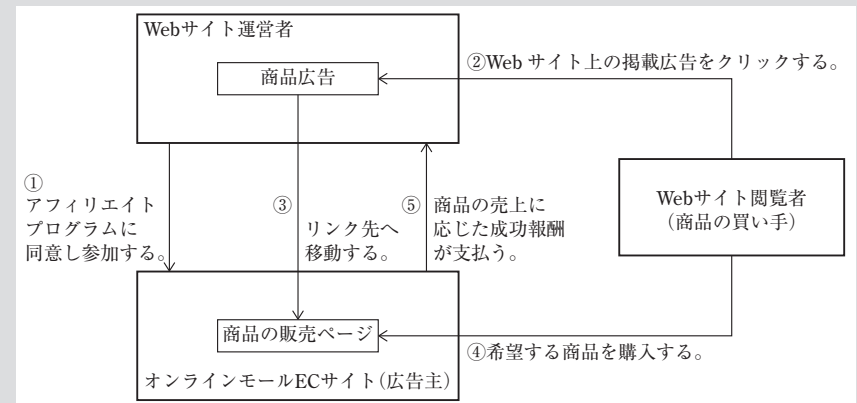 Webサイト運営者
商品広告
②Web サイト上の掲載広告をクリックする。
①
アフィリエイト
プログラムに
同意し参加する。
③
リンク先へ
移動する。
⑤
商品の売上に
応じた成功報酬
が支払う。
Webサイト閲覧者
(商品の買い手)
商品の販売ページ
④希望する商品を購入する。
オンラインモールECサイト(広告主)